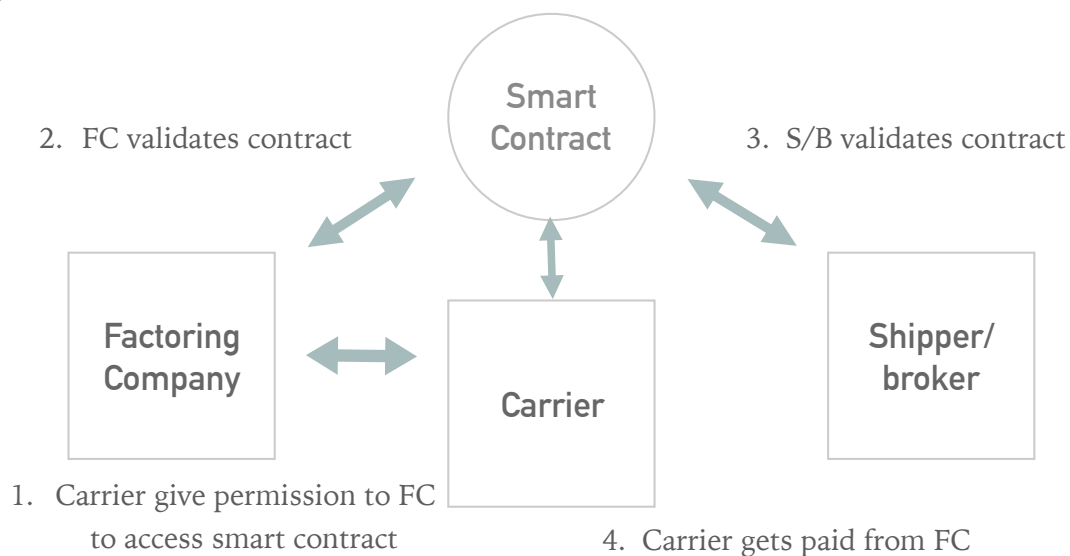 Smart
Contract
2. FC validates contract
3. S/B validates contract
Factoring
Company
Carrier
Shipper/
broker
1. Carrier give permission to FC
to access smart contract
4. Carrier gets paid from FC